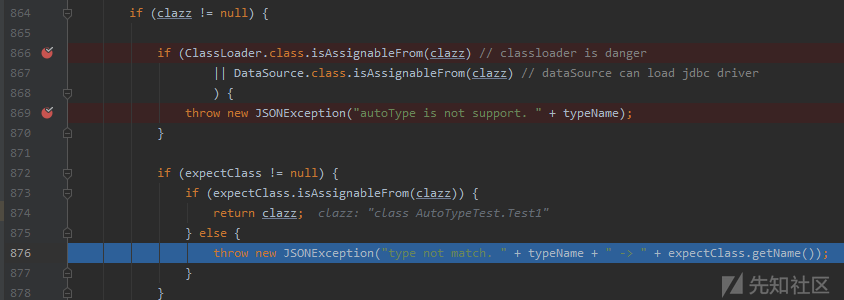 864 if (clazz != null) {
865
866 if (ClassLoader.class.isAssignableFrom(clazz) // classloader is danger
867 || DataSource.class.isAssignableFrom(clazz) // dataSource can load jdbc driver
868 ) {
869 throw new JSONException("autoType is not support. " + typeName);
870 }
871
872 if (expectClass != null) {
873 if (expectClass.isAssignableFrom(clazz)) {
874 return clazz; clazz: "class AutoTypeTest.Test1"
875 } else {
876 throw new JSONException("type not match. " + typeName + " -> " + expectClass.getName());
877 }
878 }
先知社区